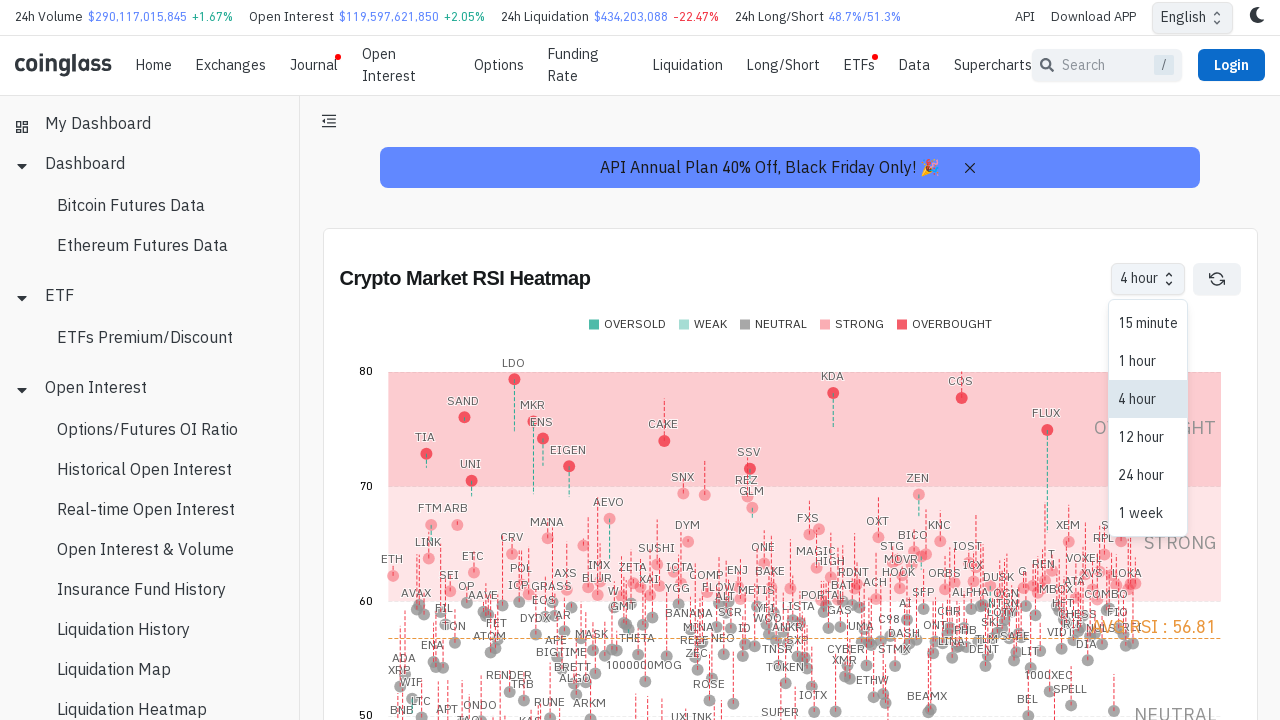 24h Volume $290,117,015,845 +1.67% Open Interest $119,597,621,850 +2.05% 24h Liquidation $434,203,088 -22.47% 24h Long/Short 48.7%/51.3% API Download APP English
coinglass Home Exchanges Journal Open Interest Options Funding Rate Liquidation Long/Short ETFs Data Supercharts Search / Login
My Dashboard
Dashboard
Bitcoin Futures Data
Ethereum Futures Data
ETF
ETFs Premium/Discount
Open Interest
Options/Futures OI Ratio
Historical Open Interest
Real-time Open Interest
Open Interest & Volume
Insurance Fund History
Liquidation History
Liquidation Map
Liquidation Heatmap
API Annual Plan 40% Off, Black Friday Only! 🎉
Crypto Market RSI Heatmap
4 hour
15 minute
1 hour
4 hour
12 hour
24 hour
1 week
OVERSOLD WEAK NEUTRAL STRONG OVERBOUGHT
80
LDO
KDA
COS
SAND
MKR
ENS
CAKE
FLUX
TIA
EIGEN
UNI
SSV
70
SNX
REZ
GLM
ZEN
STRONG
FTM ARB
AEVO
MANA
DYM
FXS
OXT
KNC
XEM
LINK
CRV
BICO
RPL
ETH
ETC
SUSHI
ONE
MAGIC
STG
IOST
POL
IMX
ZETA
IOTA
BAKE
HIGH
MOVR
ICX
REN
VOXEL
SEI
ICP
AXS
BLUR
KAI
COMP
ENJ
RDNT
HOOK
ORBS
DUSK
G
ATA
XVS
LOKA
AVAX
OP
AAVE
GRASS
YGG
METIS
PORTAL
BAT
ACH
ALPHA
MBOX
COMBO
60
FIL
EOS
GMT
BANANA
SCR
LISTA
GAS
AI
TON
FET
DYDX
AR
MINA
ID
UMA
C98
ONT
SAFE
AVG RSI : 56.81
ENA
ATOM
APE
MASK
THETA
NEO
DASH
DIA
ADA
BIGTIME
ZEC
TNSR
CYBER
STMX
DENT
LIT
XRP
BRETT
1000000MOG
TOKEN
XMR
WIF
RENDER
TRB
ALGO
ROSE
ETHW
1000XEC
BNB
LTC
APT
ONDO
RUNE
ARKM
IOTX
BEAMX
BEL
SPELL
50
UXLINK
SUPER
NEUTRAL